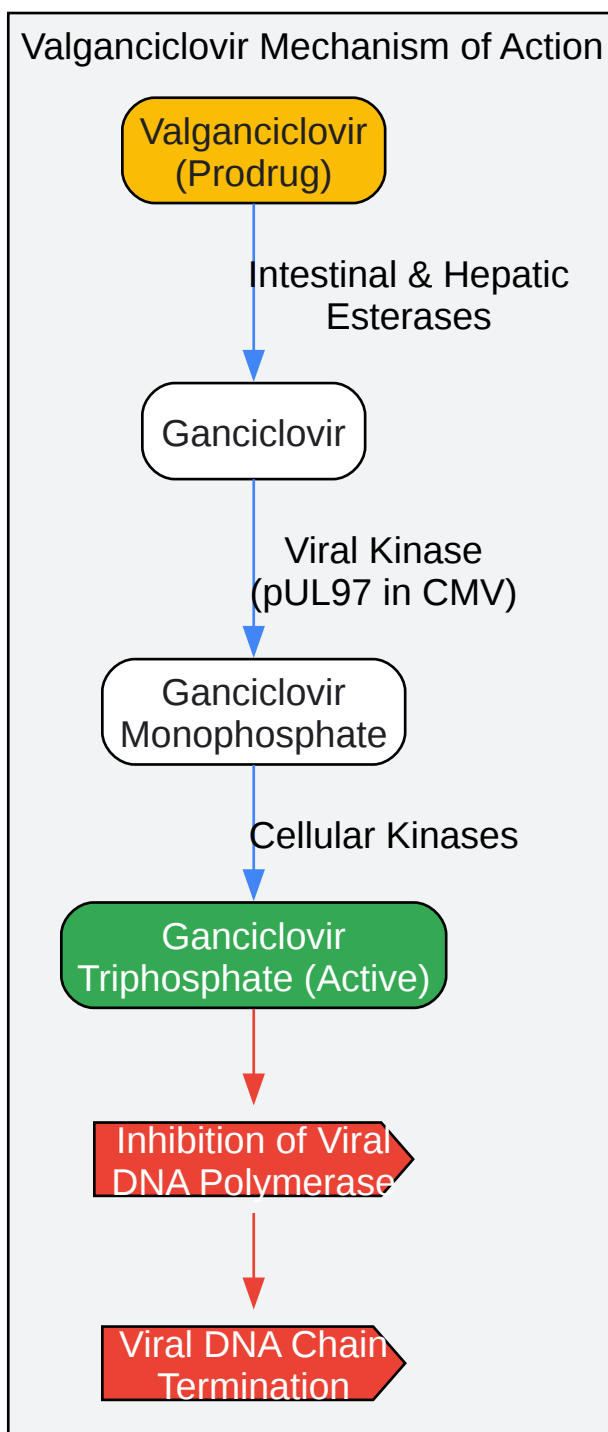 Valganciclovir Mechanism of Action
Valganciclovir
(Prodrug)
Intestinal & Hepatic
Esterases
Ganciclovir
Viral Kinase
(pUL97 in CMV)
Ganciclovir
Monophosphate
Cellular Kinases
Ganciclovir
Triphosphate (Active)
Inhibition of Viral
DNA Polymerase
Viral DNA Chain
Termination